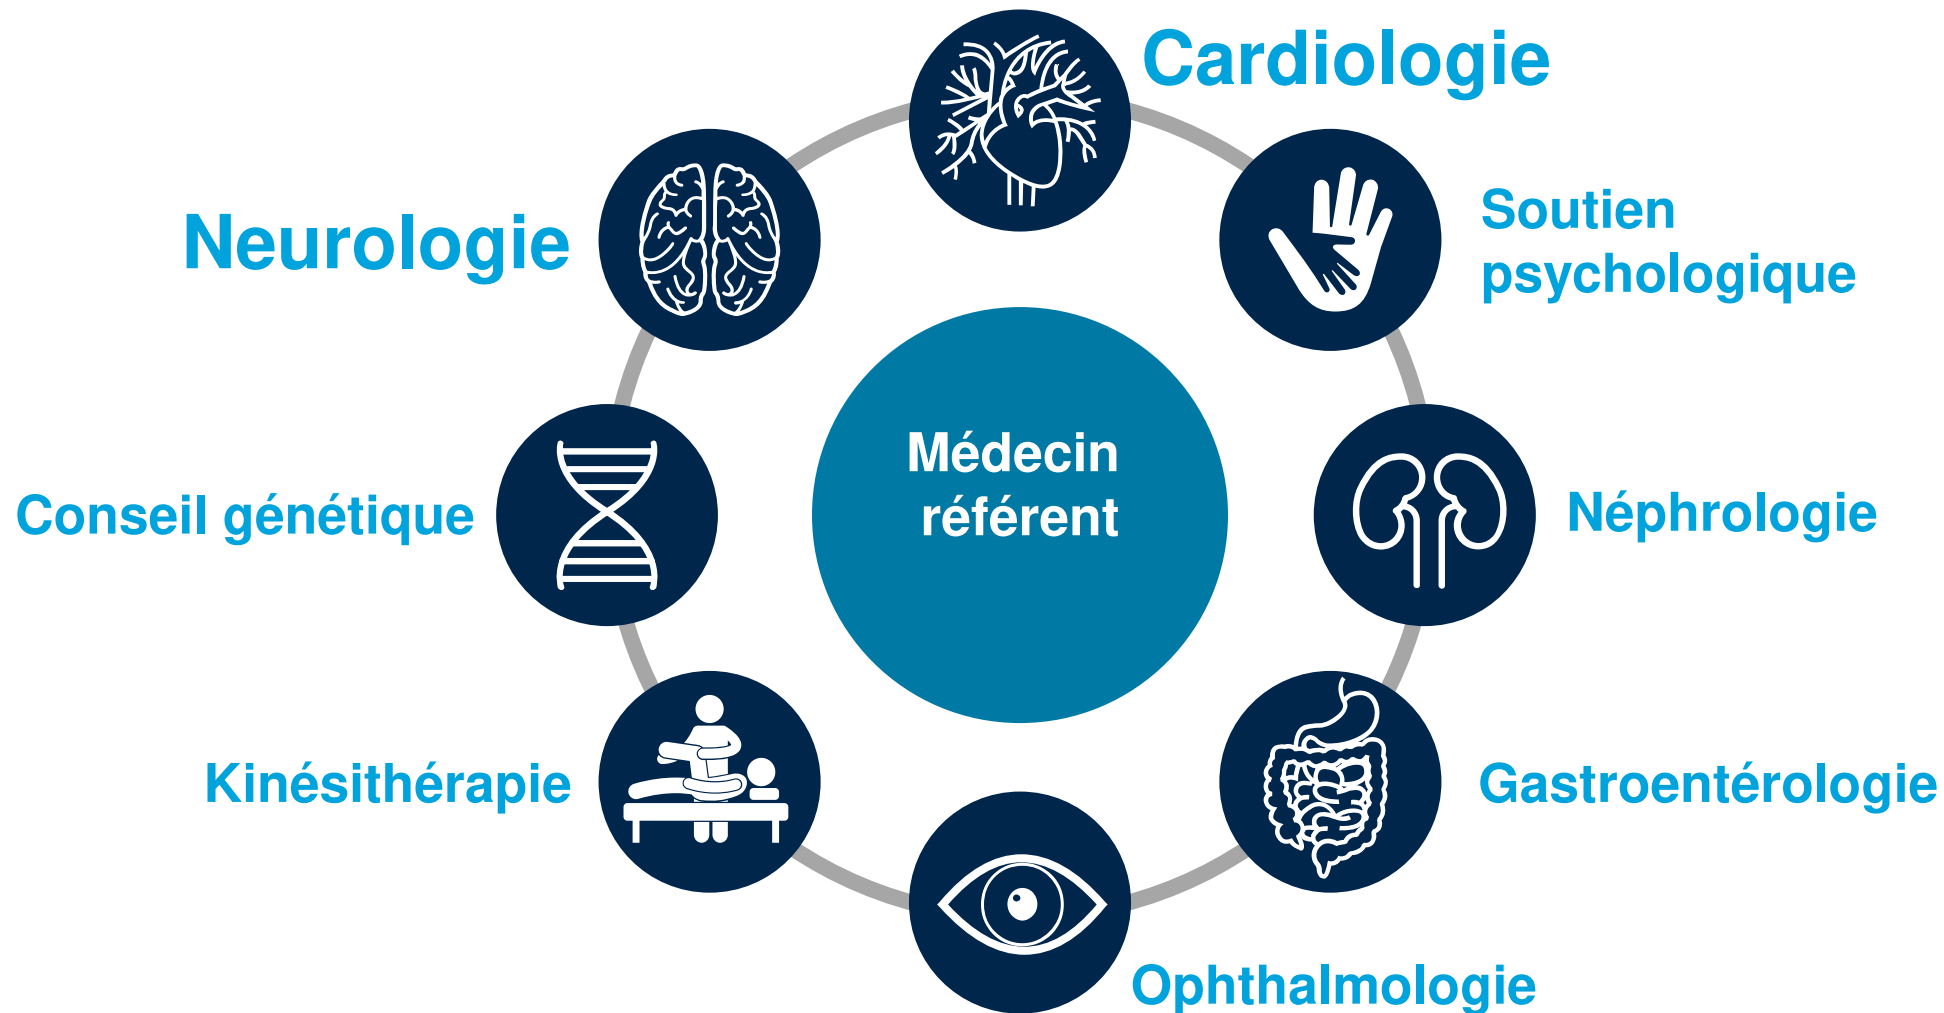 Cardiologie
Neurologie
Soutien
psychologique
Médecin
référent
Conseil génétique
Néphrologie
Kinésithérapie
Gastroentérologie
Ophthalmologie